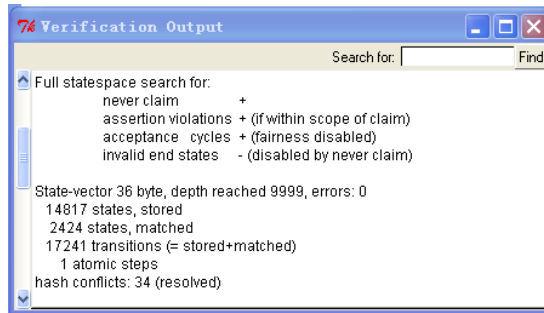 Verification Output
Search for: Find
Full statespace search for:
never claim +
assertion violations + (if within scope of claim)
acceptance cycles + (fairness disabled)
invalid end states - (disabled by never claim)
State-vector 36 byte, depth reached 9999, errors: 0
14817 states, stored
2424 states, matched
17241 transitions (= stored+matched)
1 atomic steps
hash conflicts: 34 (resolved)